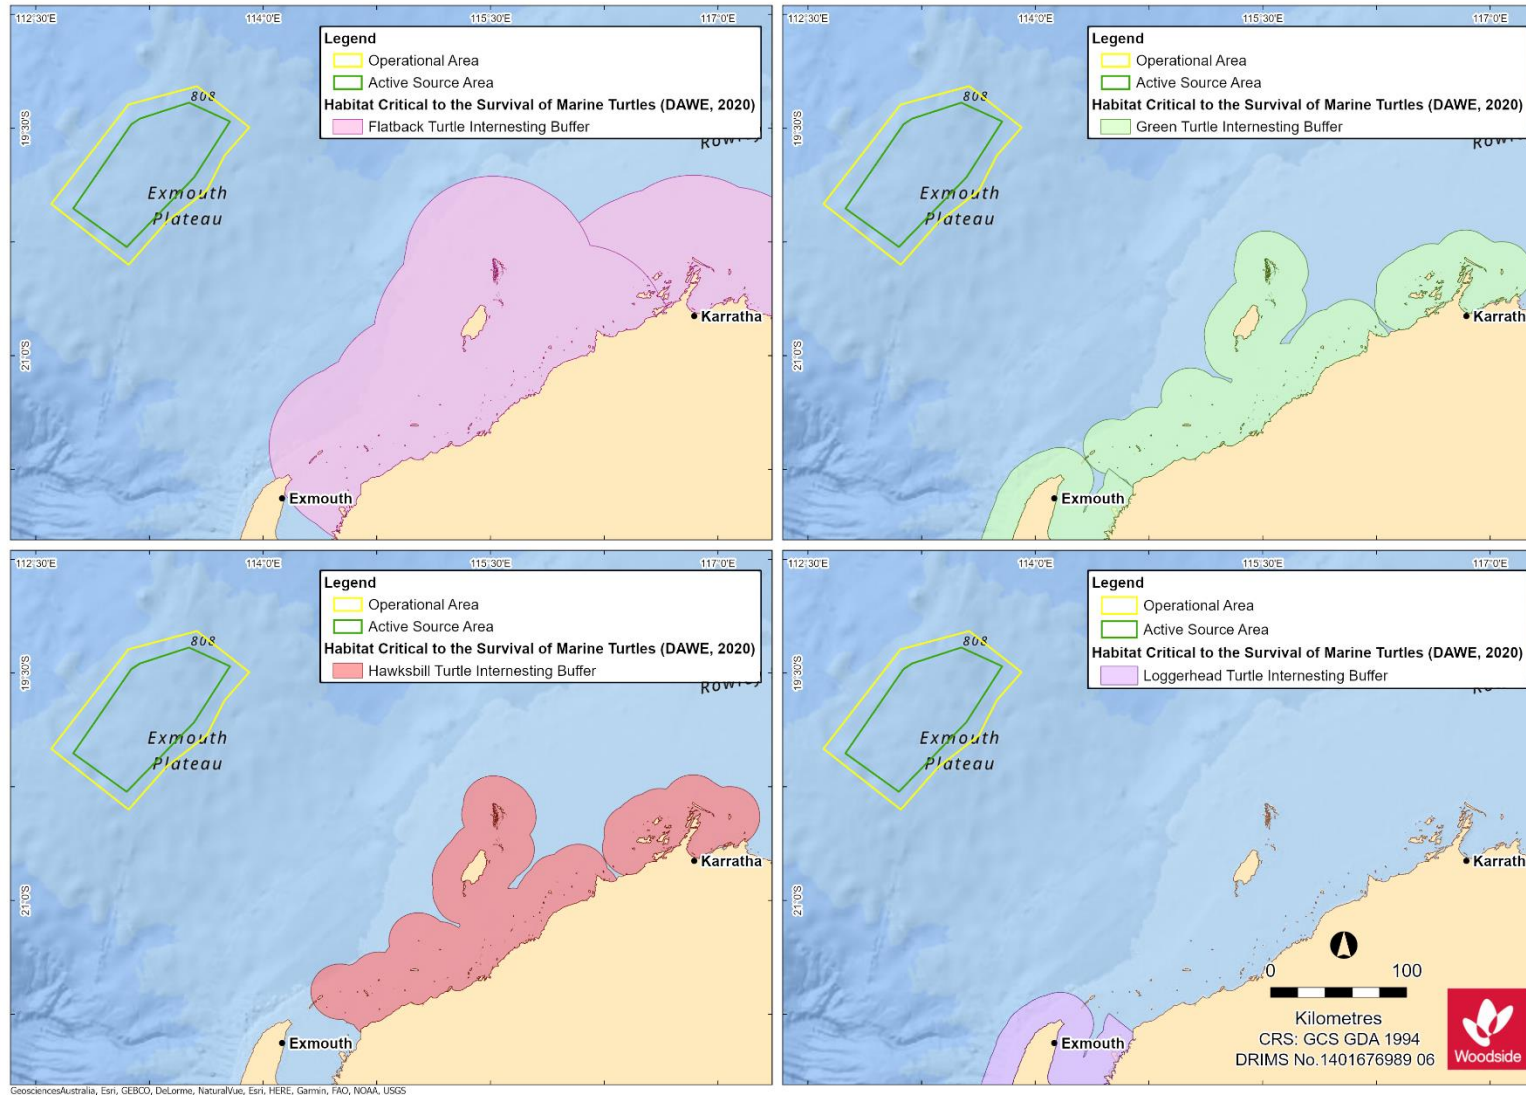 112°30'E
114°0'E
115°30'E
117°0'E
19°30'S
21°0'S
Legend
Operational Area
Active Source Area
Habitat Critical to the Survival of Marine Turtles (DAWE, 2020)
Flatback Turtle Internesting Buffer
808
Exmouth
Plateau
Karratha
Exmouth
112°30'E
114°0'E
115°30'E
117°0'E
19°30'S
21°0'S
Legend
Operational Area
Active Source Area
Habitat Critical to the Survival of Marine Turtles (DAWE, 2020)
Green Turtle Internesting Buffer
808
Exmouth
Plateau
Karrath
Exmouth
112°30'E
114°0'E
115°30'E
117°0'E
19°30'S
21°0'S
Legend
Operational Area
Active Source Area
Habitat Critical to the Survival of Marine Turtles (DAWE, 2020)
Hawksbill Turtle Internesting Buffer
808
Exmouth
Plateau
Karratha
Exmouth
112°30'E
114°0'E
115°30'E
117°0'E
19°30'S
21°0'S
Legend
Operational Area
Active Source Area
Habitat Critical to the Survival of Marine Turtles (DAWE, 2020)
Loggerhead Turtle Internesting Buffer
808
Exmouth
Plateau
Karrath
Exmouth
0 100
Kilometres
CRS: GCS GDA 1994
DRIMS No.1401676989 06
Woodside
GeosciencesAustralia, Esri, GEBCO, DeLorme, NaturalVue, Esri, HERE, Garmin, FAO, NOAA, USGS